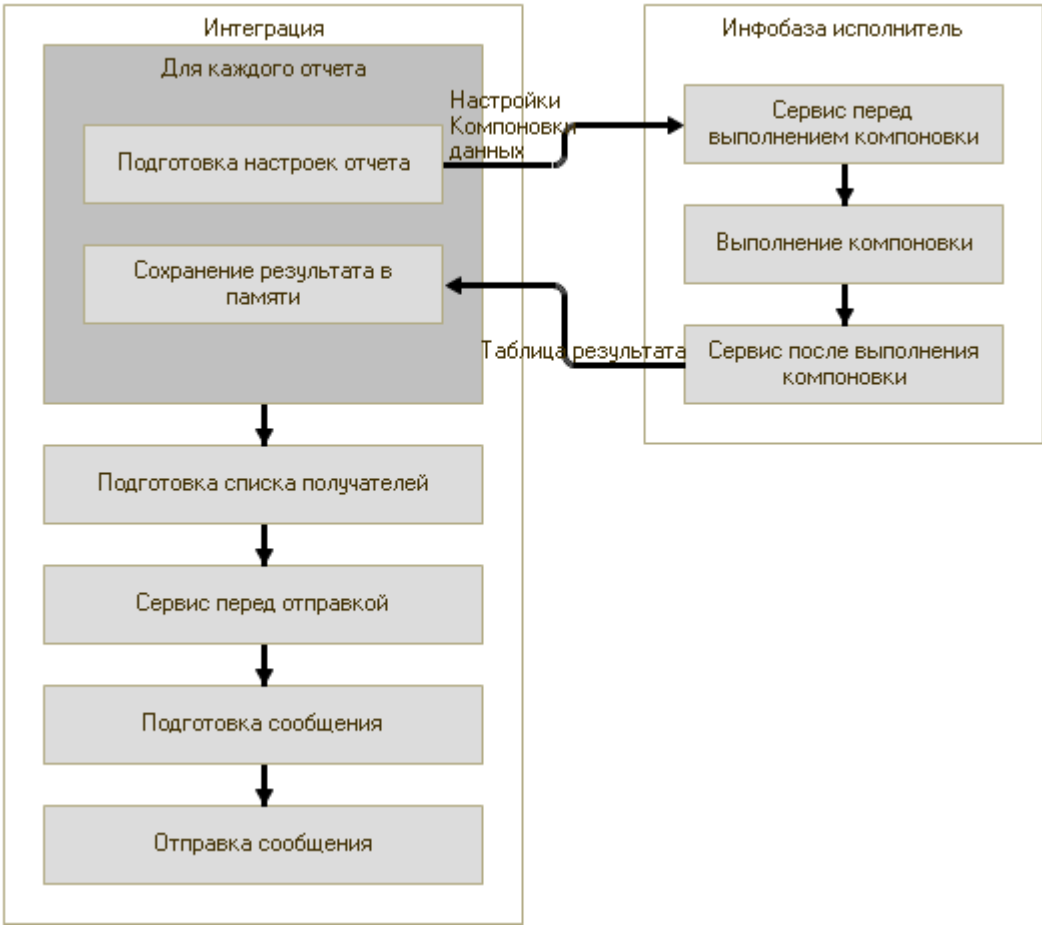 Интеграция
Для каждого отчета
Подготовка настроек отчета
Сохранение результата в
памяти
Настройки
Компоновки
данных
Таблица результата
Инфобаза исполнитель
Сервис перед
выполнением компоновки
Выполнение компоновки
Сервис после выполнения
компоновки
Подготовка списка получателей
Сервис перед отправкой
Подготовка сообщения
Отправка сообщения